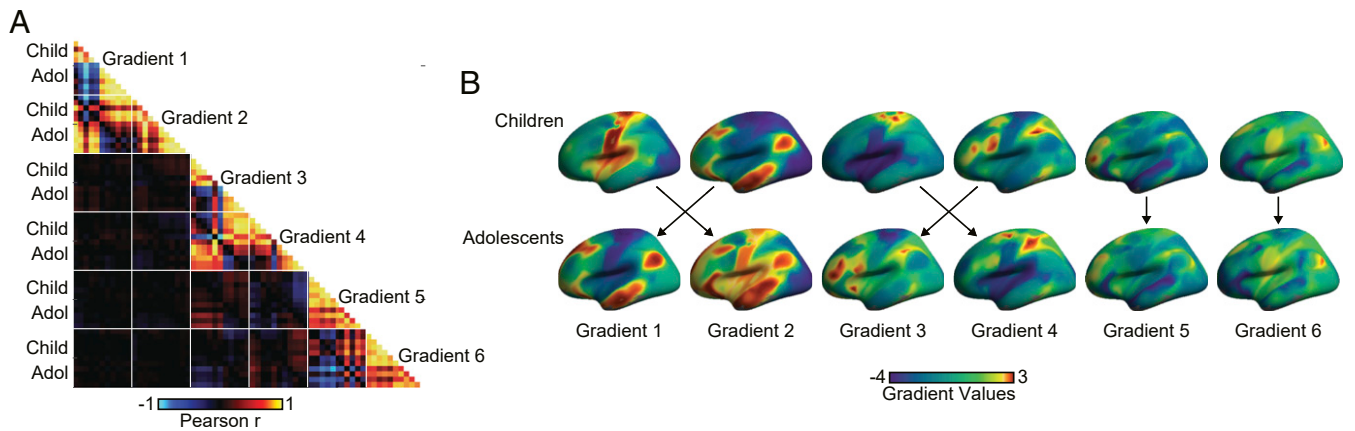 A
Child
Gradient 1
Adol
Child
Gradient 2
Adol
Child
Gradient 3
Adol
Child
Gradient 4
Adol
Child
Gradient 5
Adol
Child
Gradient 6
Adol
-1 1
Pearson r
B
Children
Adolescents
Gradient 1 Gradient 2 Gradient 3 Gradient 4 Gradient 5 Gradient 6
-4 3
Gradient Values